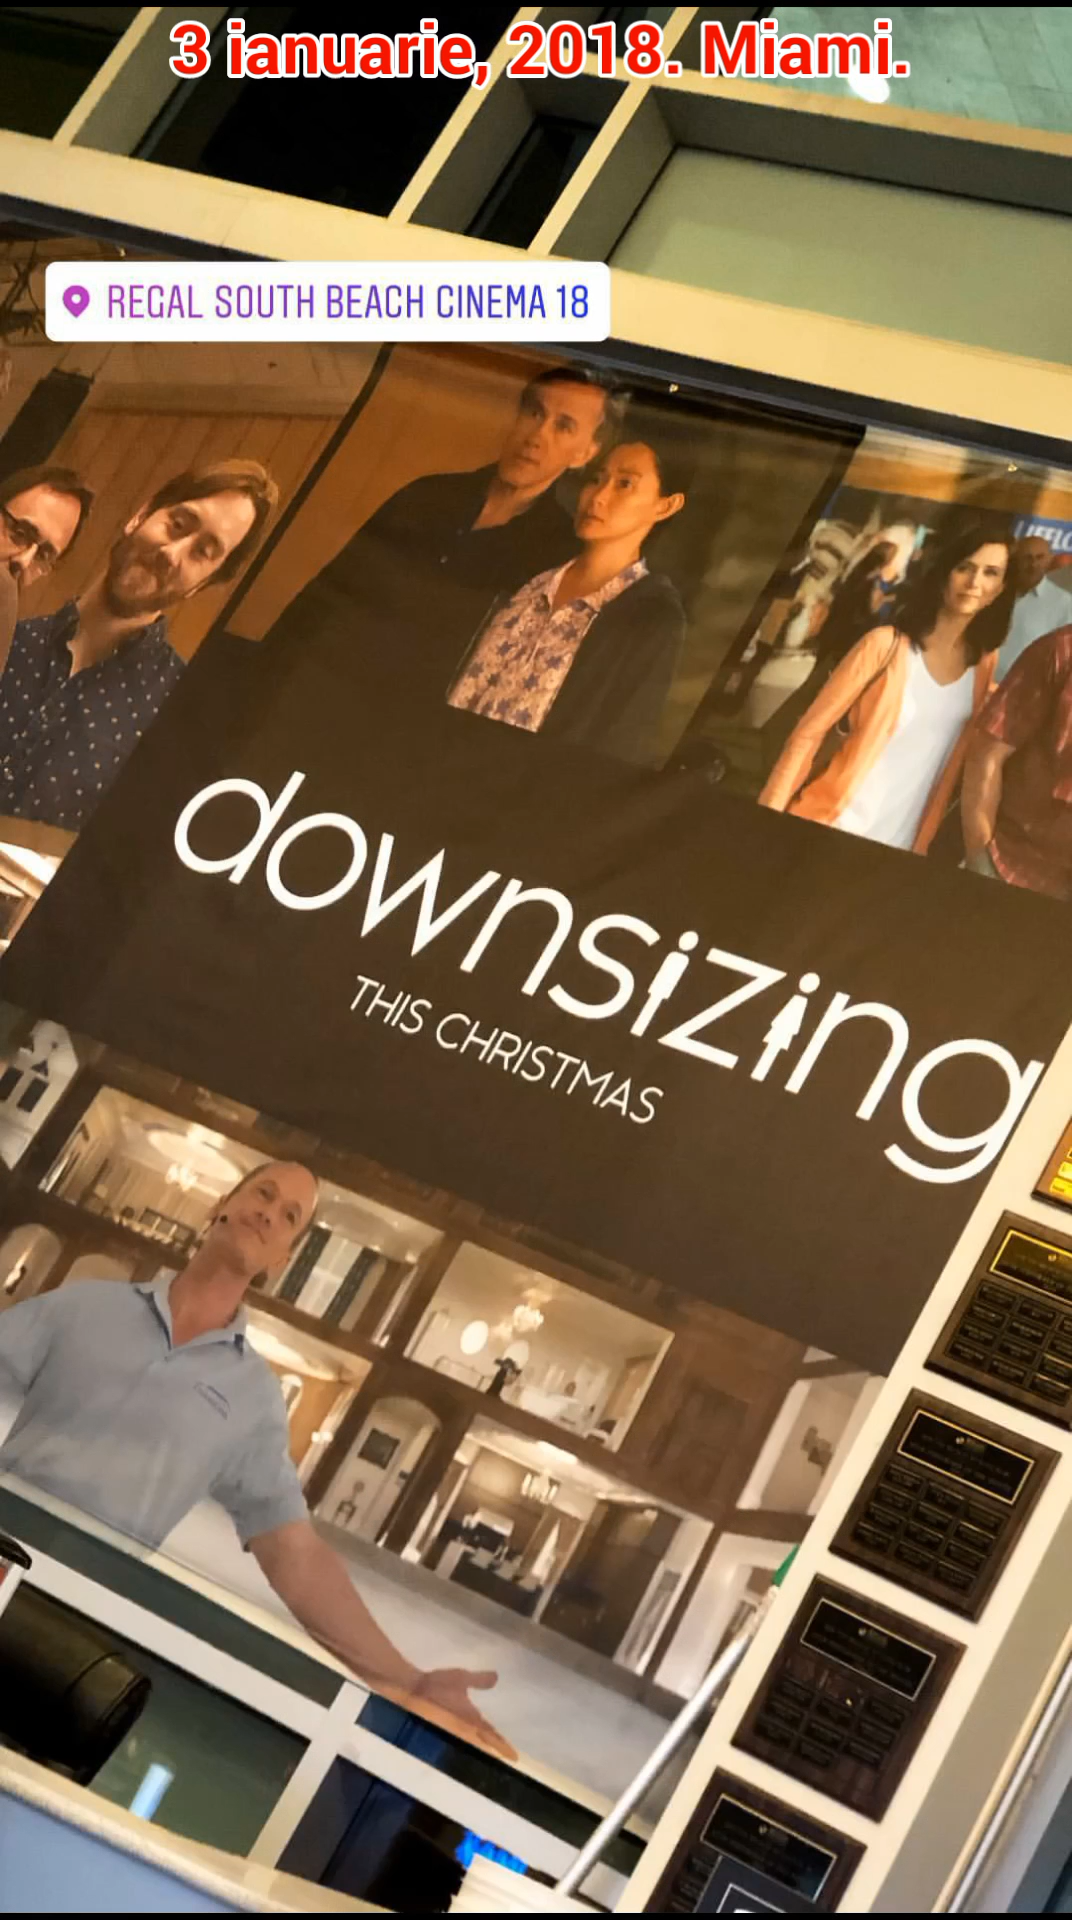 3 ianuarie, 2018. Miami.
REGAL SOUTH BEACH CINEMA 18
downsizing
THIS CHRISTMAS